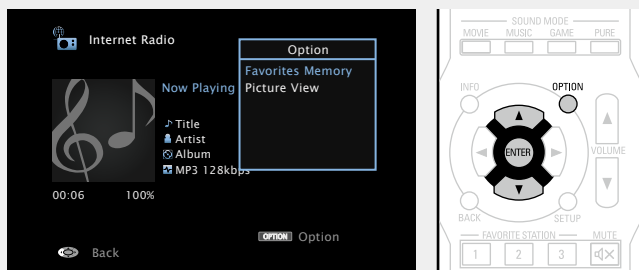 Internet Radio
Option
Favorites Memory
Picture View
Now Playing
Title
Artist
Album
MP3 128kbps
00:06 100%
OPTION Option
Back
SOUND MODE
MOVIE MUSIC GAME PURE
INFO OPTION
ENTER
VOLUME
BACK SETUP
FAVORITE STATION MUTE
1 2 3